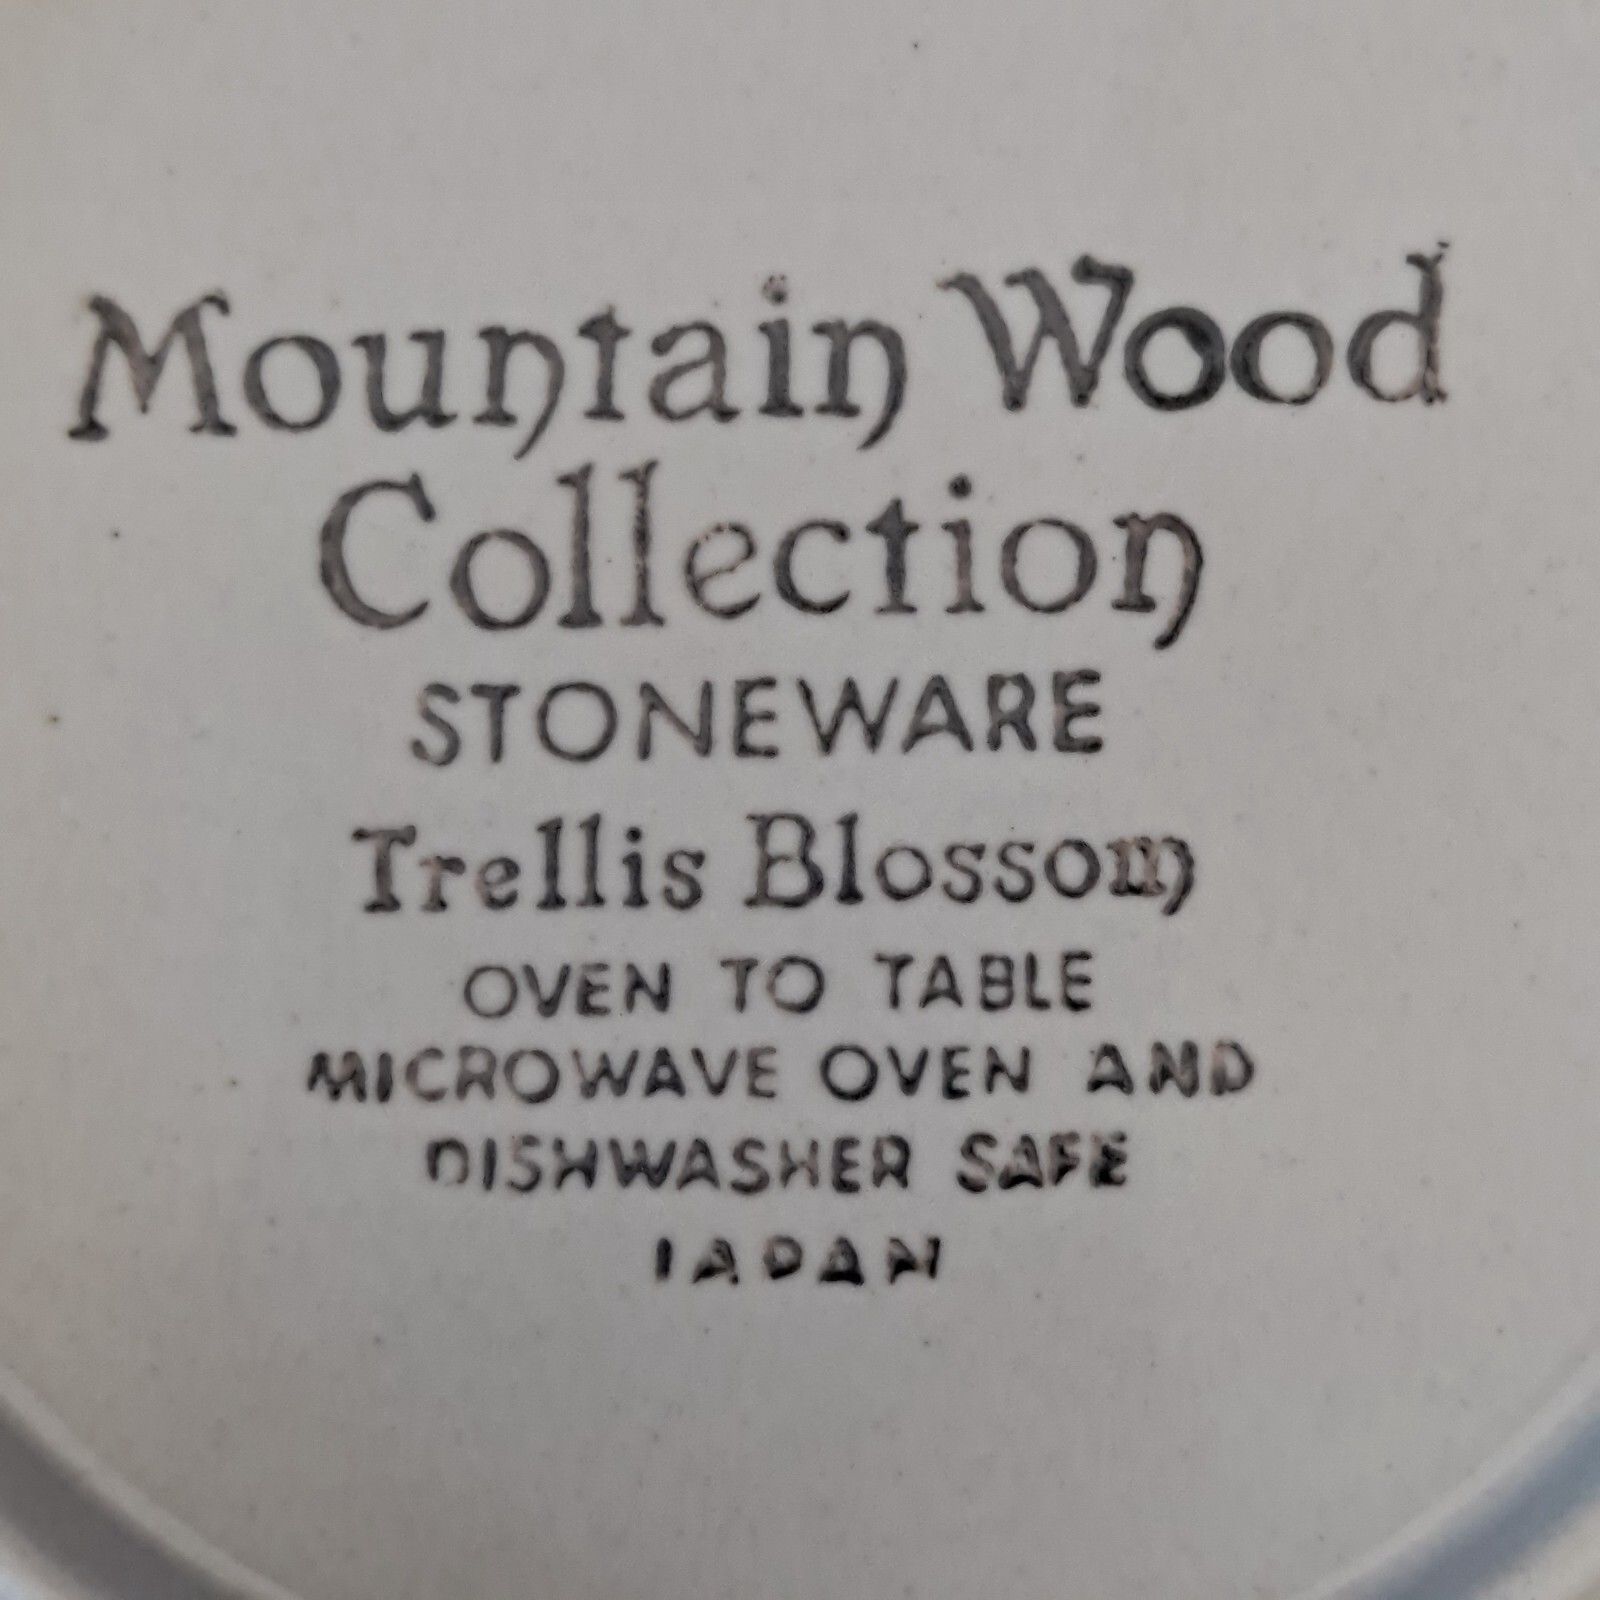 Mountain Wood
Collection
STONEWARE
Trellis Blossom
OVEN TO TABLE
MICROWAVE OVEN AND
DISHWASHER SAFE
JAPAN